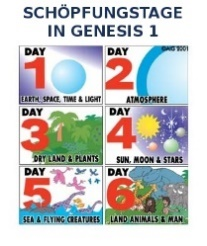 SCHÖPFUNGSTAGE
IN GENESIS 1
DAY
1
EARTH, SPACE, TIME & LIGHT
DAY
2
ATMOSPHERE
DAY
3
DRY LAND & PLANTS
DAY
4
SUN, MOON & STARS
DAY
5
SEA & FLYING CREATURES
DAY
6
LAND ANIMALS & MAN